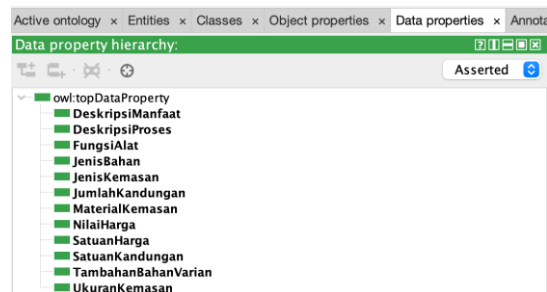 Active ontology × Entities × Classes × Object properties × Data properties × Annota
Data property hierarchy:
Asserted
owl:topDataProperty
DeskripsiManfaat
DeskripsiProses
FungsiAlat
JenisBahan
JenisKemasan
JumlahKandungan
MaterialKemasan
NilaiHarga
SatuanHarga
SatuanKandungan
TambahanBahanVarian
UkuranKemasan